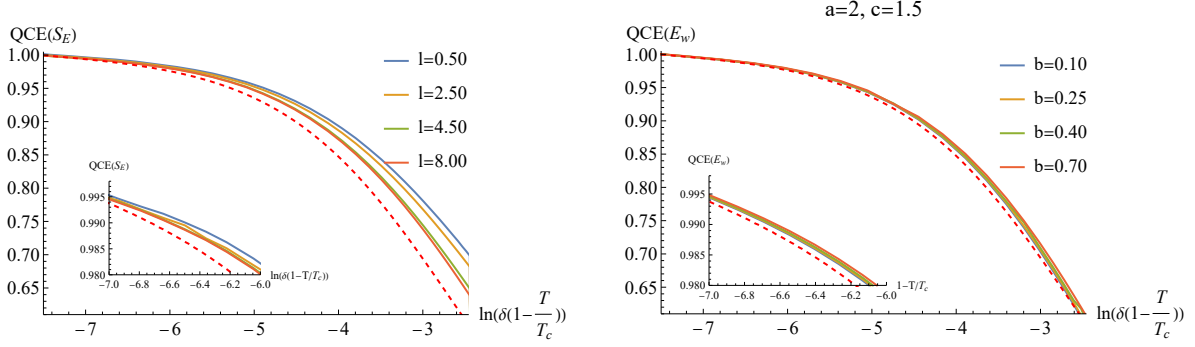 a=2, c=1.5
QCE(S_E)
1.00
0.95
0.90
0.85
0.80
0.75
0.70
0.65
l=0.50
l=2.50
l=4.50
l=8.00
QCE(S_E)
0.995
0.990
0.985
0.980
-7.0 -6.8 -6.6 -6.4 -6.2 -6.0
ln(δ(1-T/T_c))
-7 -6 -5 -4 -3
ln(δ(1-T/T_c))
QCE(E_w)
1.00
0.95
0.90
0.85
0.80
0.75
0.70
0.65
b=0.10
b=0.25
b=0.40
b=0.70
QCE(E_w)
0.995
0.990
0.985
0.980
-7.0 -6.8 -6.6 -6.4 -6.2 -6.0
1-T/T_c
-7 -6 -5 -4 -3
ln(δ(1-T/T_c))